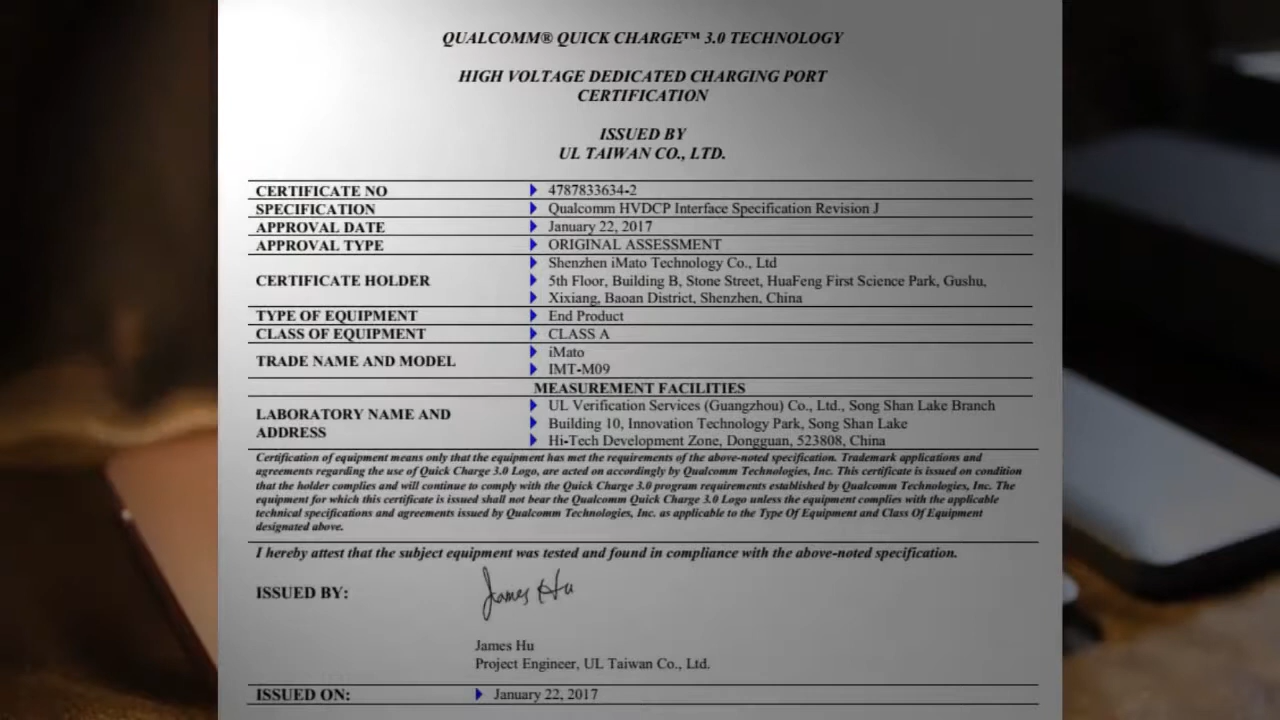 QUALCOMM® QUICK CHARGE™ 3.0 TECHNOLOGY
HIGH VOLTAGE DEDICATED CHARGING PORT
CERTIFICATION
ISSUED BY
UL TAIWAN CO., LTD.
CERTIFICATE NO 4787833634-2
SPECIFICATION Qualcomm HVDCP Interface Specification Revision J
APPROVAL DATE January 22, 2017
APPROVAL TYPE ORIGINAL ASSESSMENT
CERTIFICATE HOLDER
Shenzhen iMato Technology Co., Ltd
5th Floor, Building B, Stone Street, HuaFeng First Science Park, Gushu,
Xixiang, Baoan District, Shenzhen, China
TYPE OF EQUIPMENT End Product
CLASS OF EQUIPMENT CLASS A
TRADE NAME AND MODEL
iMato
IMT-M09
MEASUREMENT FACILITIES
LABORATORY NAME AND
ADDRESS
UL Verification Services (Guangzhou) Co., Ltd., Song Shan Lake Branch
Building 10, Innovation Technology Park, Song Shan Lake
Hi-Tech Development Zone, Dongguan, 523808, China
Certification of equipment means only that the equipment has met the requirements of the above-noted specification. Trademark applications and
agreements regarding the use of Quick Charge 3.0 Logo, are acted on accordingly by Qualcomm Technologies, Inc. This certificate is issued on condition
that the holder complies and will continue to comply with the Quick Charge 3.0 program requirements established by Qualcomm Technologies, Inc. The
equipment for which this certificate is issued shall not bear the Qualcomm Quick Charge 3.0 Logo unless the equipment complies with the applicable
technical specifications and agreements issued by Qualcomm Technologies, Inc. as applicable to the Type Of Equipment and Class Of Equipment
designated above.
I hereby attest that the subject equipment was tested and found in compliance with the above-noted specification.
ISSUED BY: James Hu
James Hu
Project Engineer, UL Taiwan Co., Ltd.
ISSUED ON: January 22, 2017